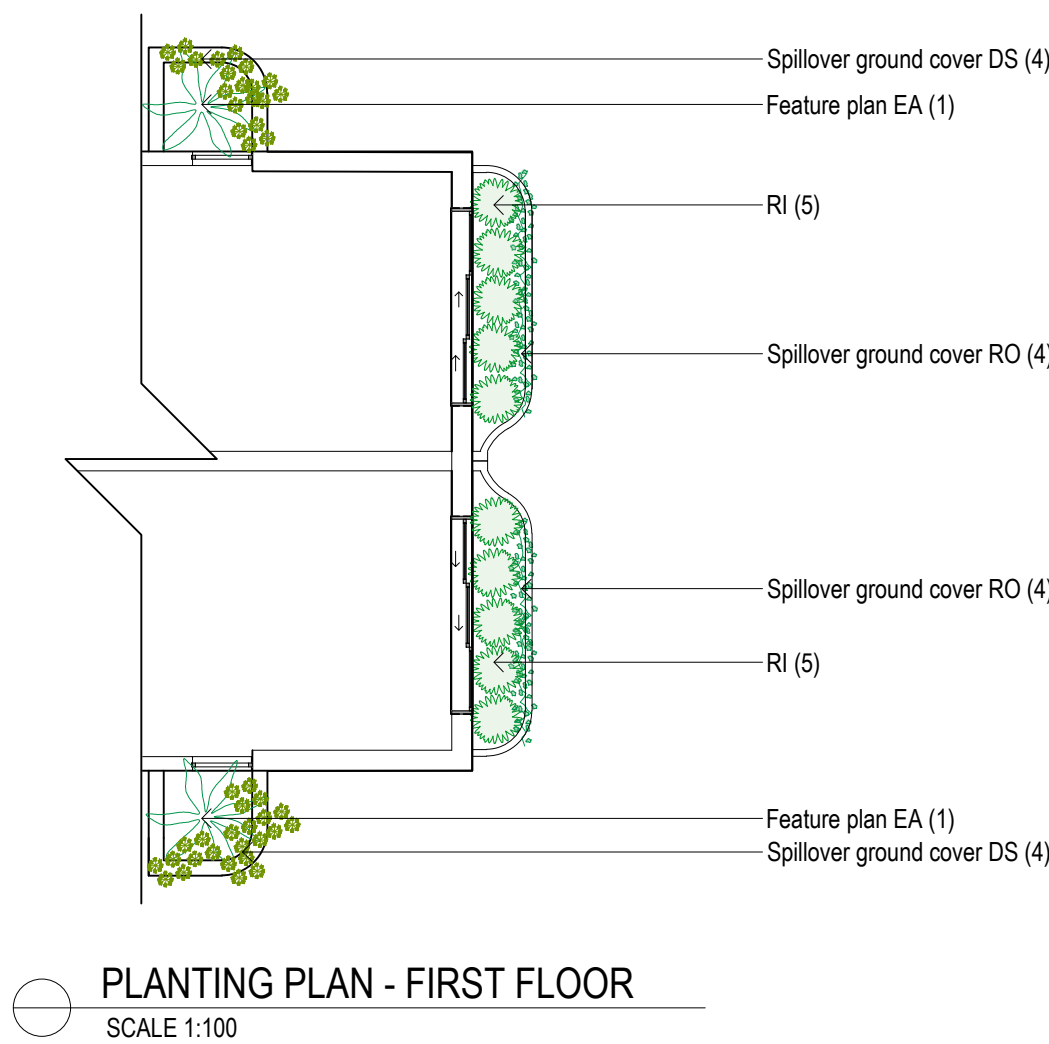 Spillover ground cover DS (4)
Feature plan EA (1)
RI (5)
Spillover ground cover RO (4)
Spillover ground cover RO (4)
RI (5)
Feature plan EA (1)
Spillover ground cover DS (4)
PLANTING PLAN - FIRST FLOOR
SCALE 1:100